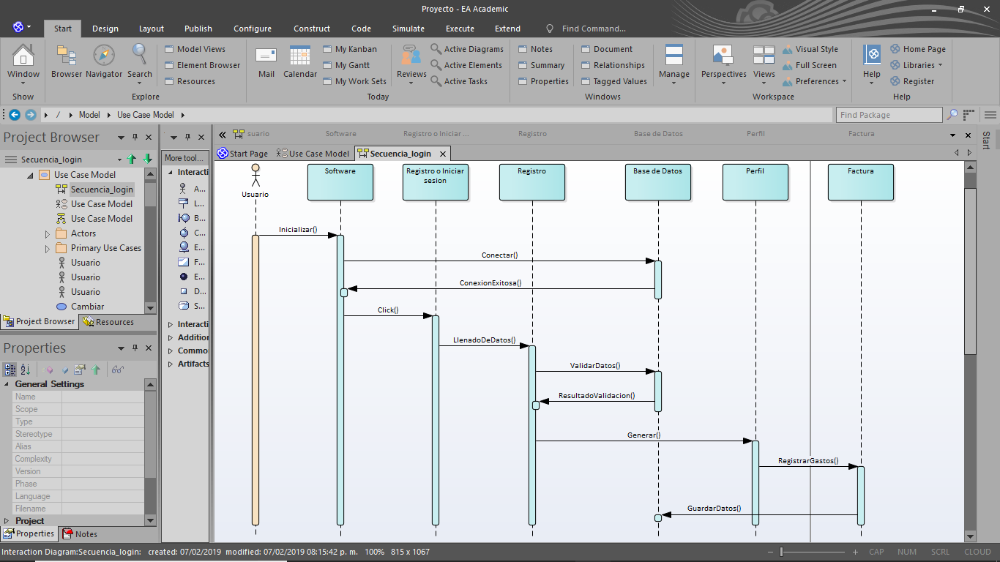 Proyecto - EA Academic
Start Design Layout Publish Configure Construct Code Simulate Execute Extend Find Command...
Window
Show
Browser Navigator Search
Model Views
Element Browser
Resources
Explore
Mail Calendar
My Kanban
My Gantt
My Work Sets
Reviews
Active Diagrams
Active Elements
Active Tasks
Today
Notes
Summary
Properties
Document
Relationships
Tagged Values
Manage
Windows
Perspectives Views
Visual Style
Full Screen
Preferences
Workspace
Help
Home Page
Libraries
Register
Help
/ Model Use Case Model
Find Package
Project Browser
Secuencia_login
Use Case Model
Secuencia_login
Use Case Model
Use Case Model
Actors
Primary Use Cases
Usuario
Usuario
Usuario
Cambiar
Project Browser Resources
Properties
General Settings
Name
Scope
Type
Stereotype
Alias
Complexity
Version
Phase
Language
Filename
Project
Properties Notes
More tool...
Interacti
A...
L...
B...
C...
E...
F...
E...
D...
S...
Interacti
Addition
Commo
Artifacts
suario Software Registro o Iniciar ... Registro Base de Datos Perfil Factura
Start Page Use Case Model Secuencia_login
Start
Usuario
Software
Registro o Iniciar
sesion
Registro
Base de Datos
Perfil
Factura
Inicializar()
Conectar()
ConexionExitosa()
Click()
LlenadoDeDatos()
ValidarDatos()
ResultadoValidacion()
Generar()
RegistrarGastos()
GuardarDatos()
Interaction Diagram:Secuencia_login: created: 07/02/2019 modified: 07/02/2019 08:15:42 p. m. 100% 815 x 1067
CAP NUM SCRL CLOUD